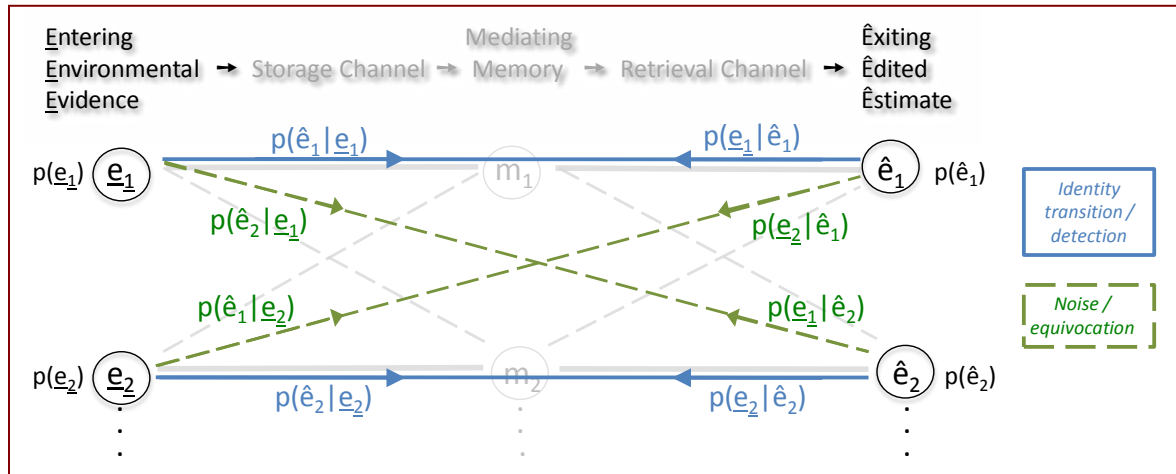 Entering
Environmental
Evidence
→ Storage Channel →
Mediating
Memory
→ Retrieval Channel →
Êxiting
Êdited
Êstimate
p(ê₁|e₁)
p(e₁|ê₁)
p(e₁) e₁
m₁
ê₁ p(ê₁)
p(ê₂|e₁)
p(e₂|ê₁)
Identity
transition /
detection
p(ê₁|e₂)
p(e₁|ê₂)
Noise /
equivocation
p(e₂) e₂
m₂
ê₂ p(ê₂)
p(ê₂|e₂)
p(e₂|ê₂)